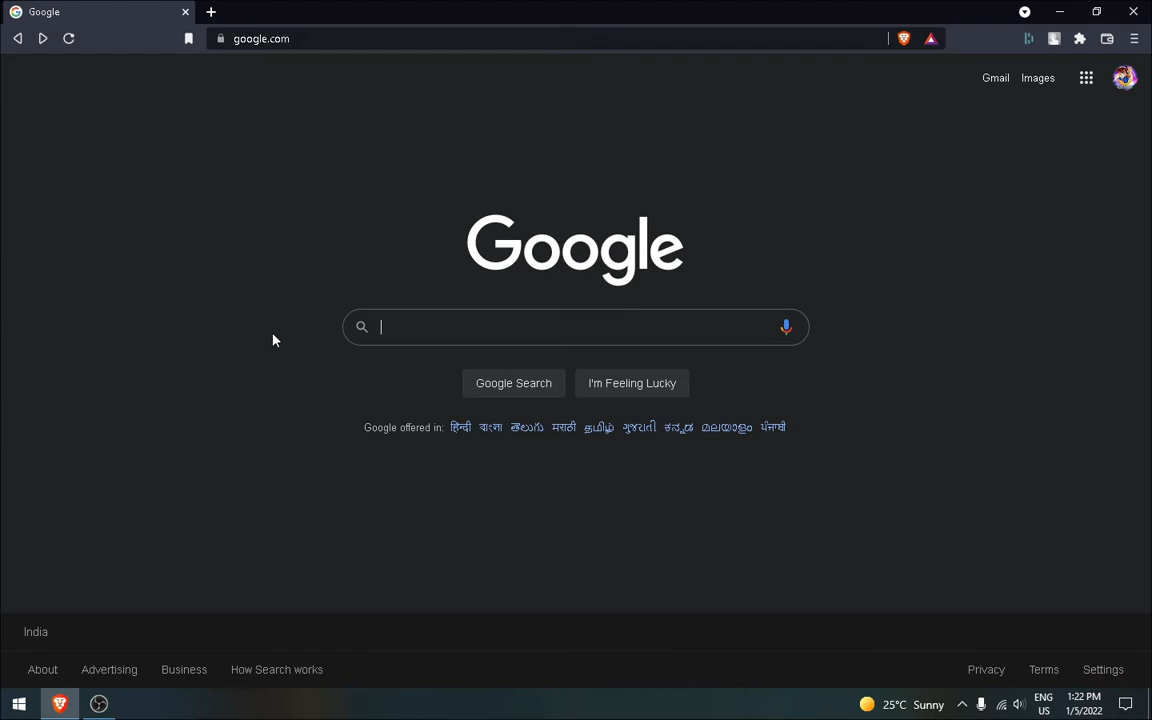 Google
google.com
Gmail Images
Google
Google Search I'm Feeling Lucky
Google offered in: हिन्दी বাংলা తెలుగు मराठी தமிழ் ગુજરાતી ಕನ್ನಡ മലയാളം ਪੰਜਾਬੀ
India
About Advertising Business How Search works Privacy Terms Settings
25°C Sunny ENG 1:22 PM
US 1/5/2022